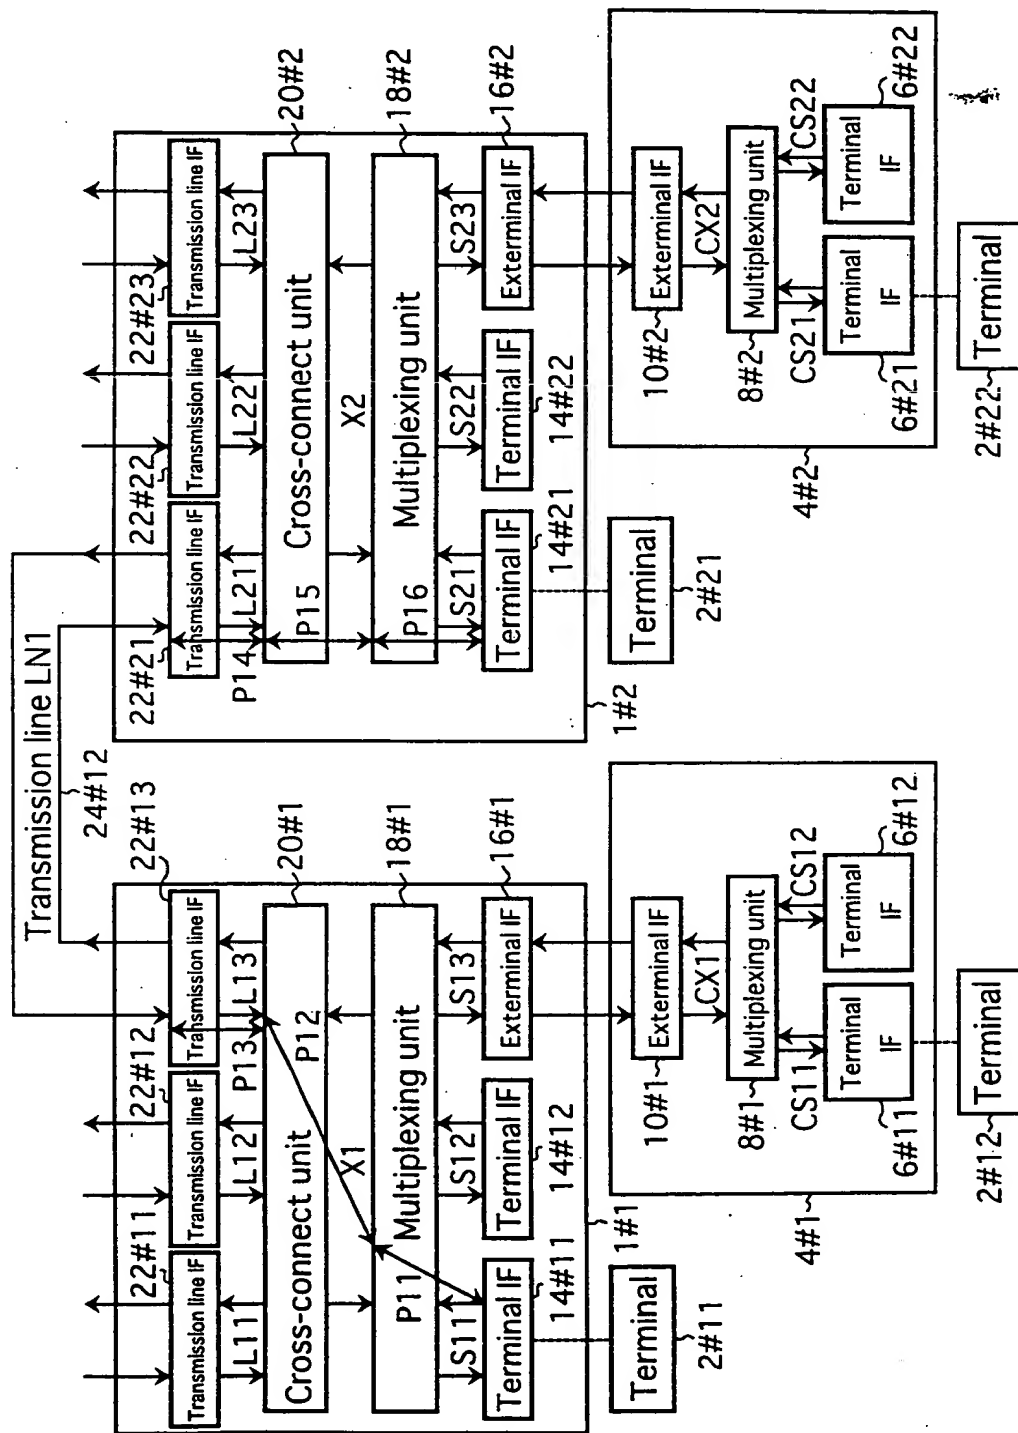 Transmission line LN1
24#12
22#11
22#12
22#13
Transmission line IF
Transmission line IF
Transmission line IF
L11
L12
P13
L13
20#1
Cross-connect unit
P12
X1
18#1
P11
Multiplexing unit
S11
S12
S13
16#1
Terminal IF
Terminal IF
Exterminal IF
14#11
14#12
1#1
Terminal
2#11
10#1
Exterminal IF
CX1
8#1
Multiplexing unit
CS11
CS12
Terminal
IF
Terminal
IF
6#11
6#12
4#1
Terminal
2#12
22#21
22#22
22#23
Transmission line IF
Transmission line IF
Transmission line IF
P14
L21
L22
L23
20#2
P15
Cross-connect unit
X2
18#2
P16
Multiplexing unit
S21
S22
S23
16#2
Terminal IF
Terminal IF
Exterminal IF
14#21
14#22
1#2
Terminal
2#21
10#2
Exterminal IF
CX2
8#2
Multiplexing unit
CS21
CS22
Terminal
IF
Terminal
IF
6#21
6#22
4#2
Terminal
2#22